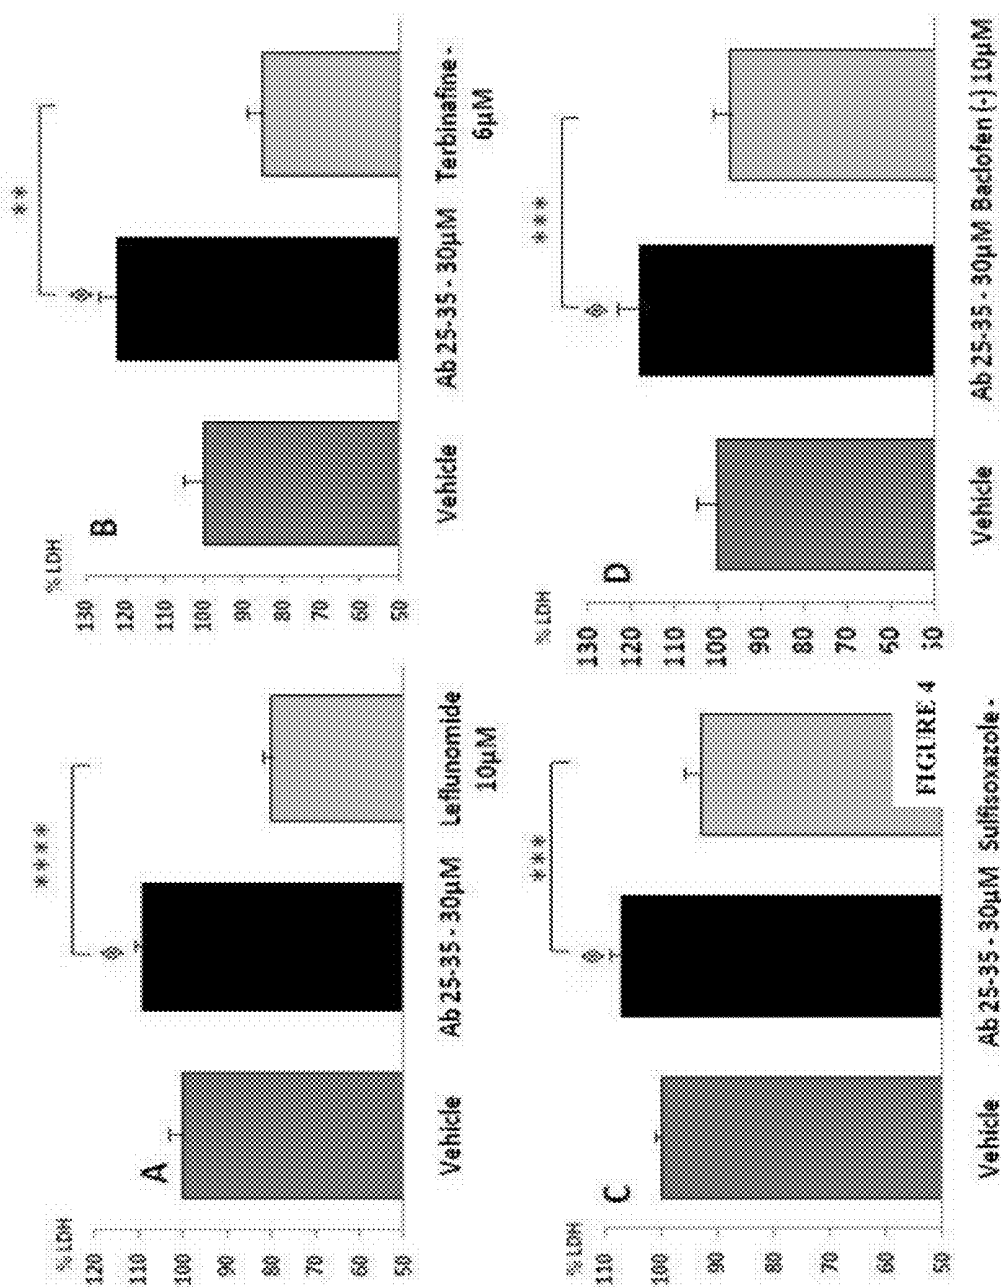 % LDH
A
****
120
110
100
90
80
70
60
50
Vehicle
Ab 25-35 - 30µM
Leflunomide
10µM
% LDH
B
**
130
120
110
100
90
80
70
60
50
Vehicle
Ab 25-35 - 30µM
Terbinafine -
6µM
% LDH
C
***
110
100
90
80
70
60
50
Vehicle
Ab 25-35 - 30µM
Sulfisoxazole -
% LDH
D
***
130
120
110
100
90
80
70
60
Vehicle
Ab 25-35 - 30µM
Baclofen (-) 10µM
FIGURE 4